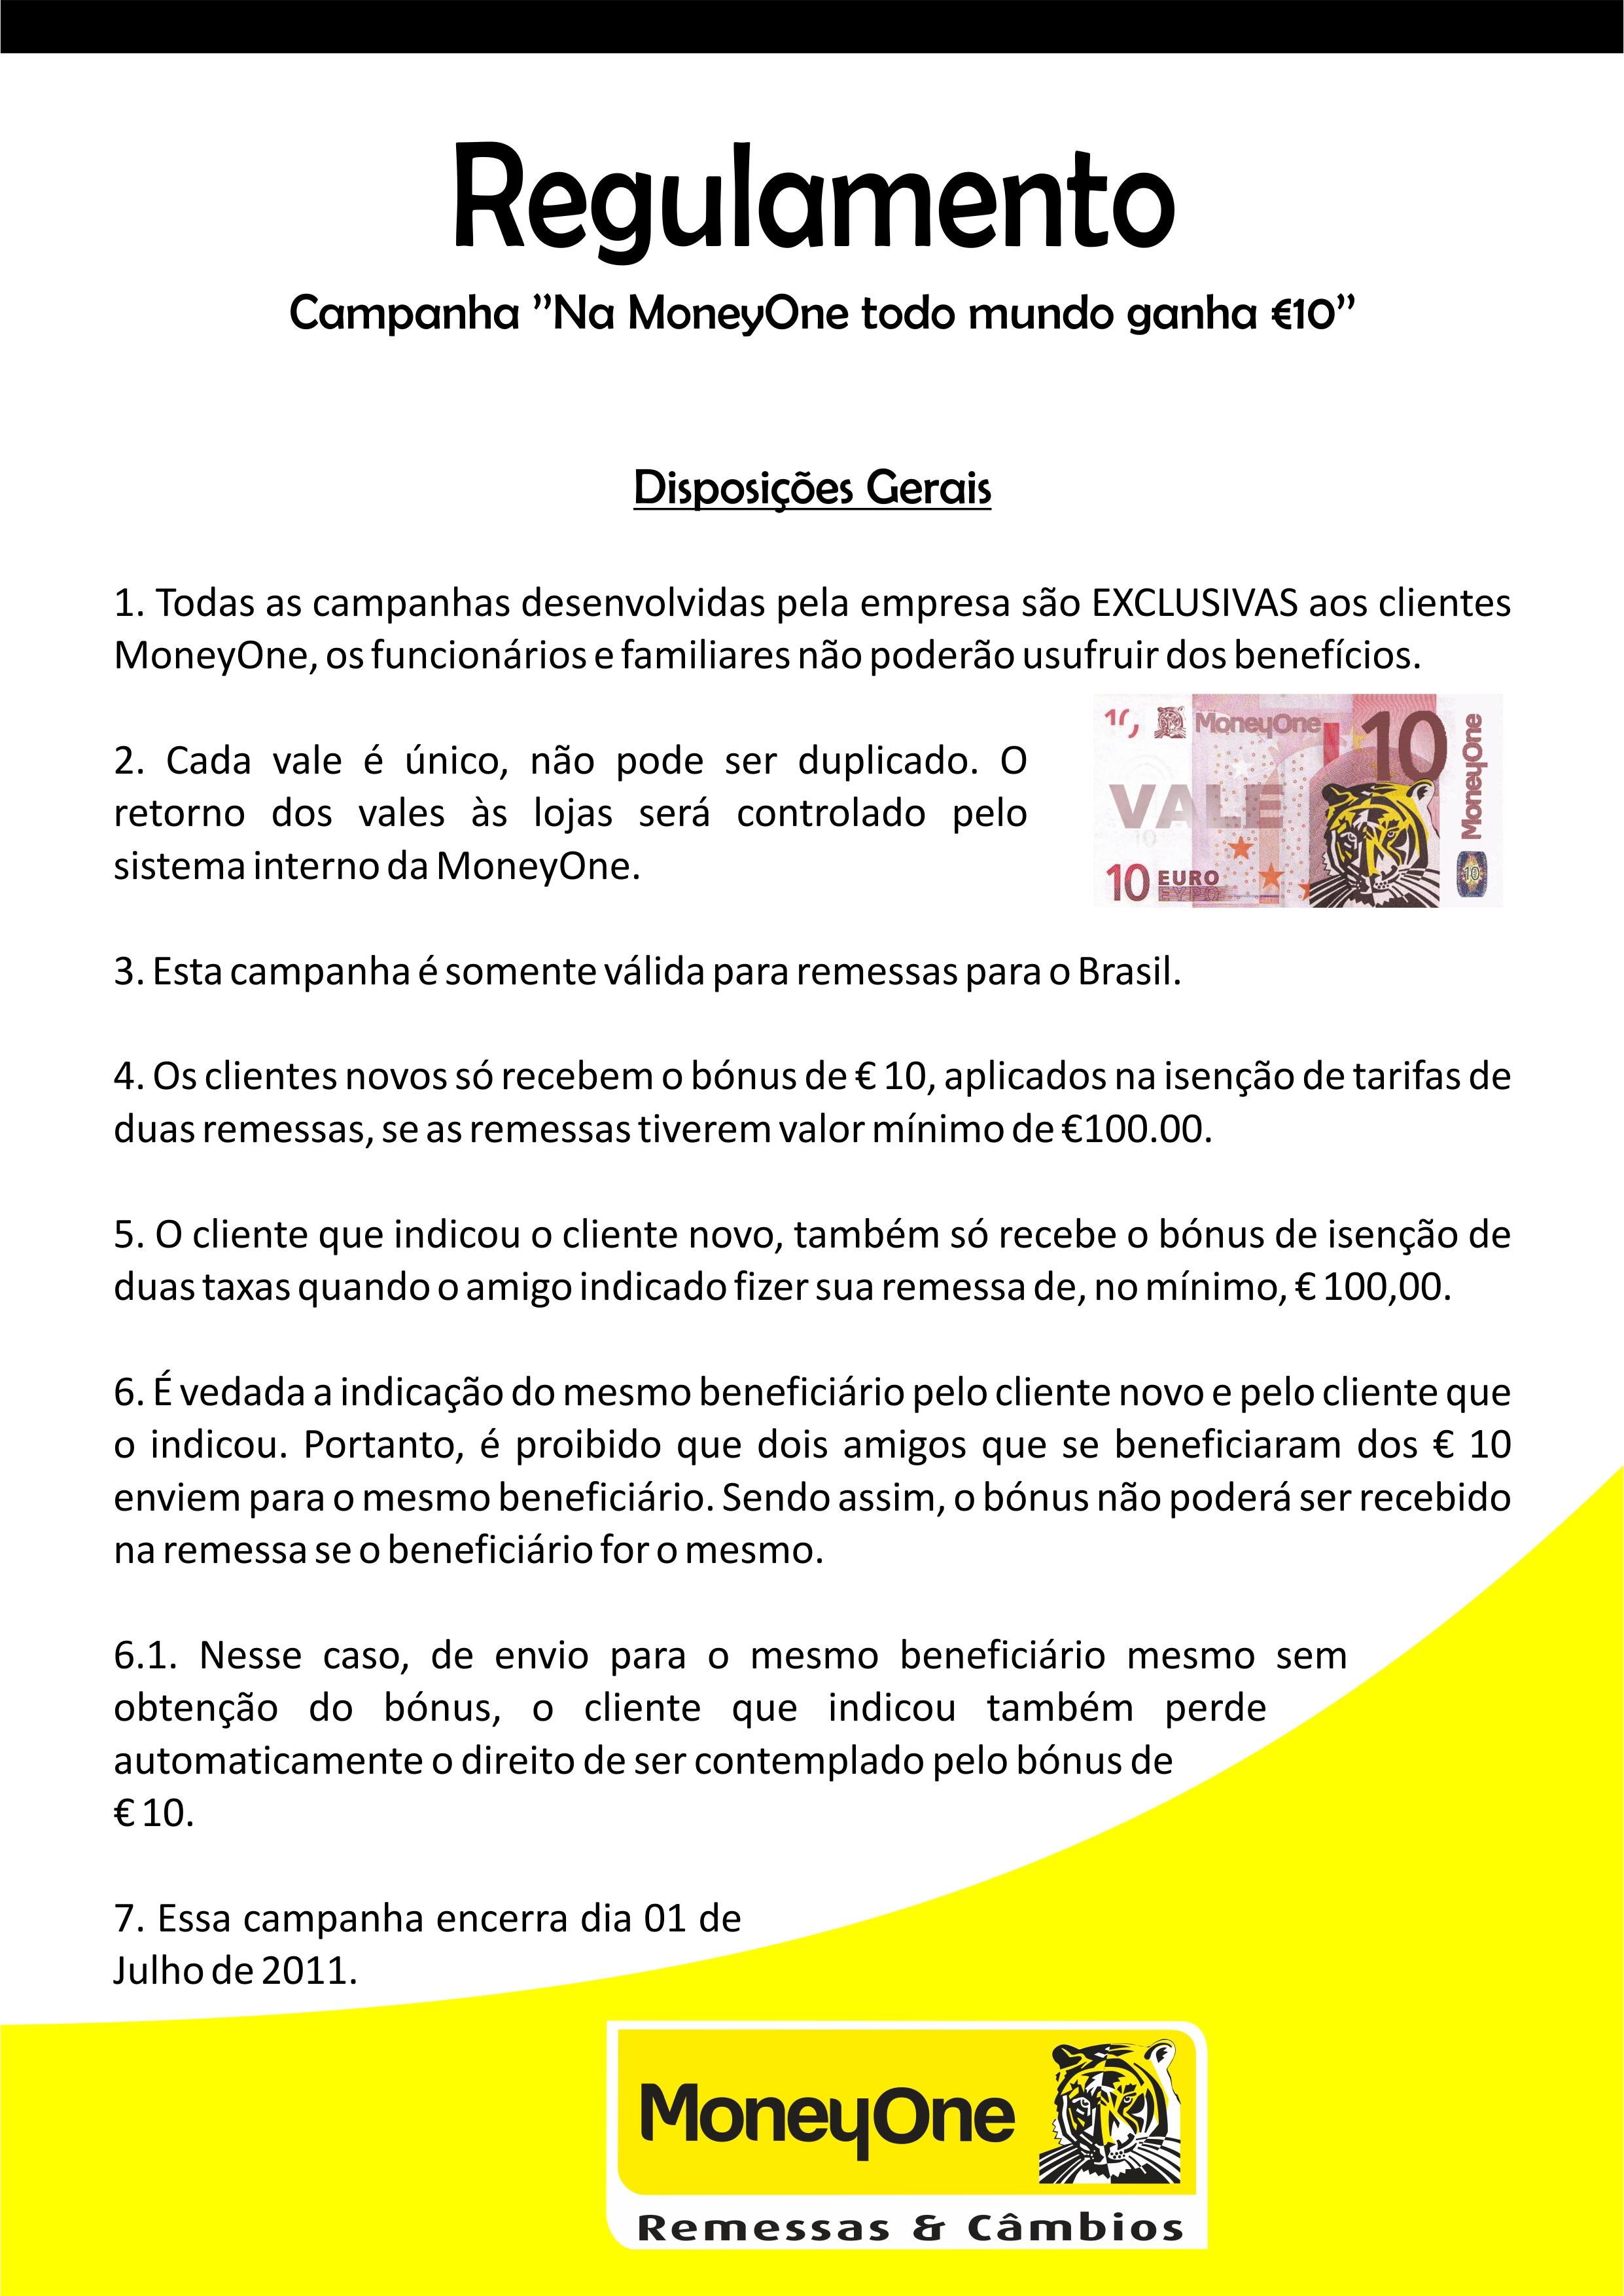 Regulamento
Campanha ”Na MoneyOne todo mundo ganha €10”
Disposições Gerais
1. Todas as campanhas desenvolvidas pela empresa são EXCLUSIVAS aos clientes
MoneyOne, os funcionários e familiares não poderão usufruir dos benefícios.
2. Cada vale é único, não pode ser duplicado. O
retorno dos vales às lojas será controlado pelo
sistema interno da MoneyOne.
MoneyOne
10
MoneyOne
VALE
10
10 EURO
ΕΥΡΩ
10
3. Esta campanha é somente válida para remessas para o Brasil.
4. Os clientes novos só recebem o bónus de € 10, aplicados na isenção de tarifas de
duas remessas, se as remessas tiverem valor mínimo de €100.00.
5. O cliente que indicou o cliente novo, também só recebe o bónus de isenção de
duas taxas quando o amigo indicado fizer sua remessa de, no mínimo, € 100,00.
6. É vedada a indicação do mesmo beneficiário pelo cliente novo e pelo cliente que
o indicou. Portanto, é proibido que dois amigos que se beneficiaram dos € 10
enviem para o mesmo beneficiário. Sendo assim, o bónus não poderá ser recebido
na remessa se o beneficiário for o mesmo.
6.1. Nesse caso, de envio para o mesmo beneficiário mesmo sem
obtenção do bónus, o cliente que indicou também perde
automaticamente o direito de ser contemplado pelo bónus de
€ 10.
7. Essa campanha encerra dia 01 de
Julho de 2011.
MoneyOne
Remessas & Câmbios